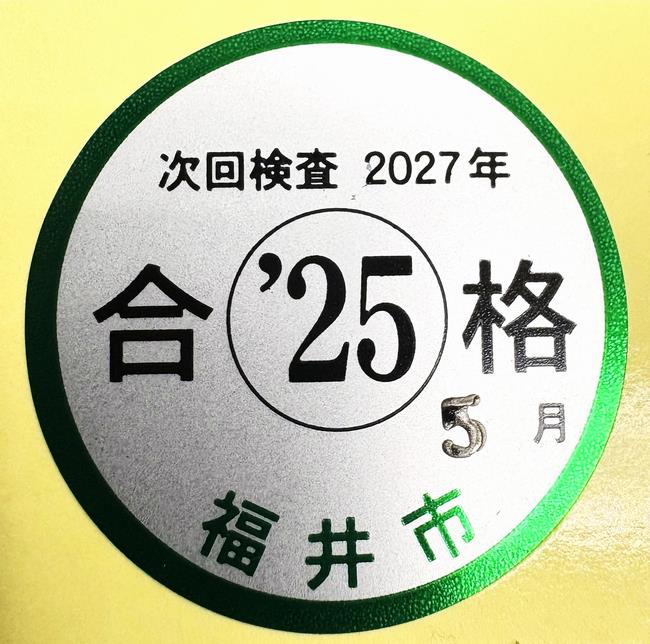 次回検査 2027年
合 '25 格
5 月
福井市